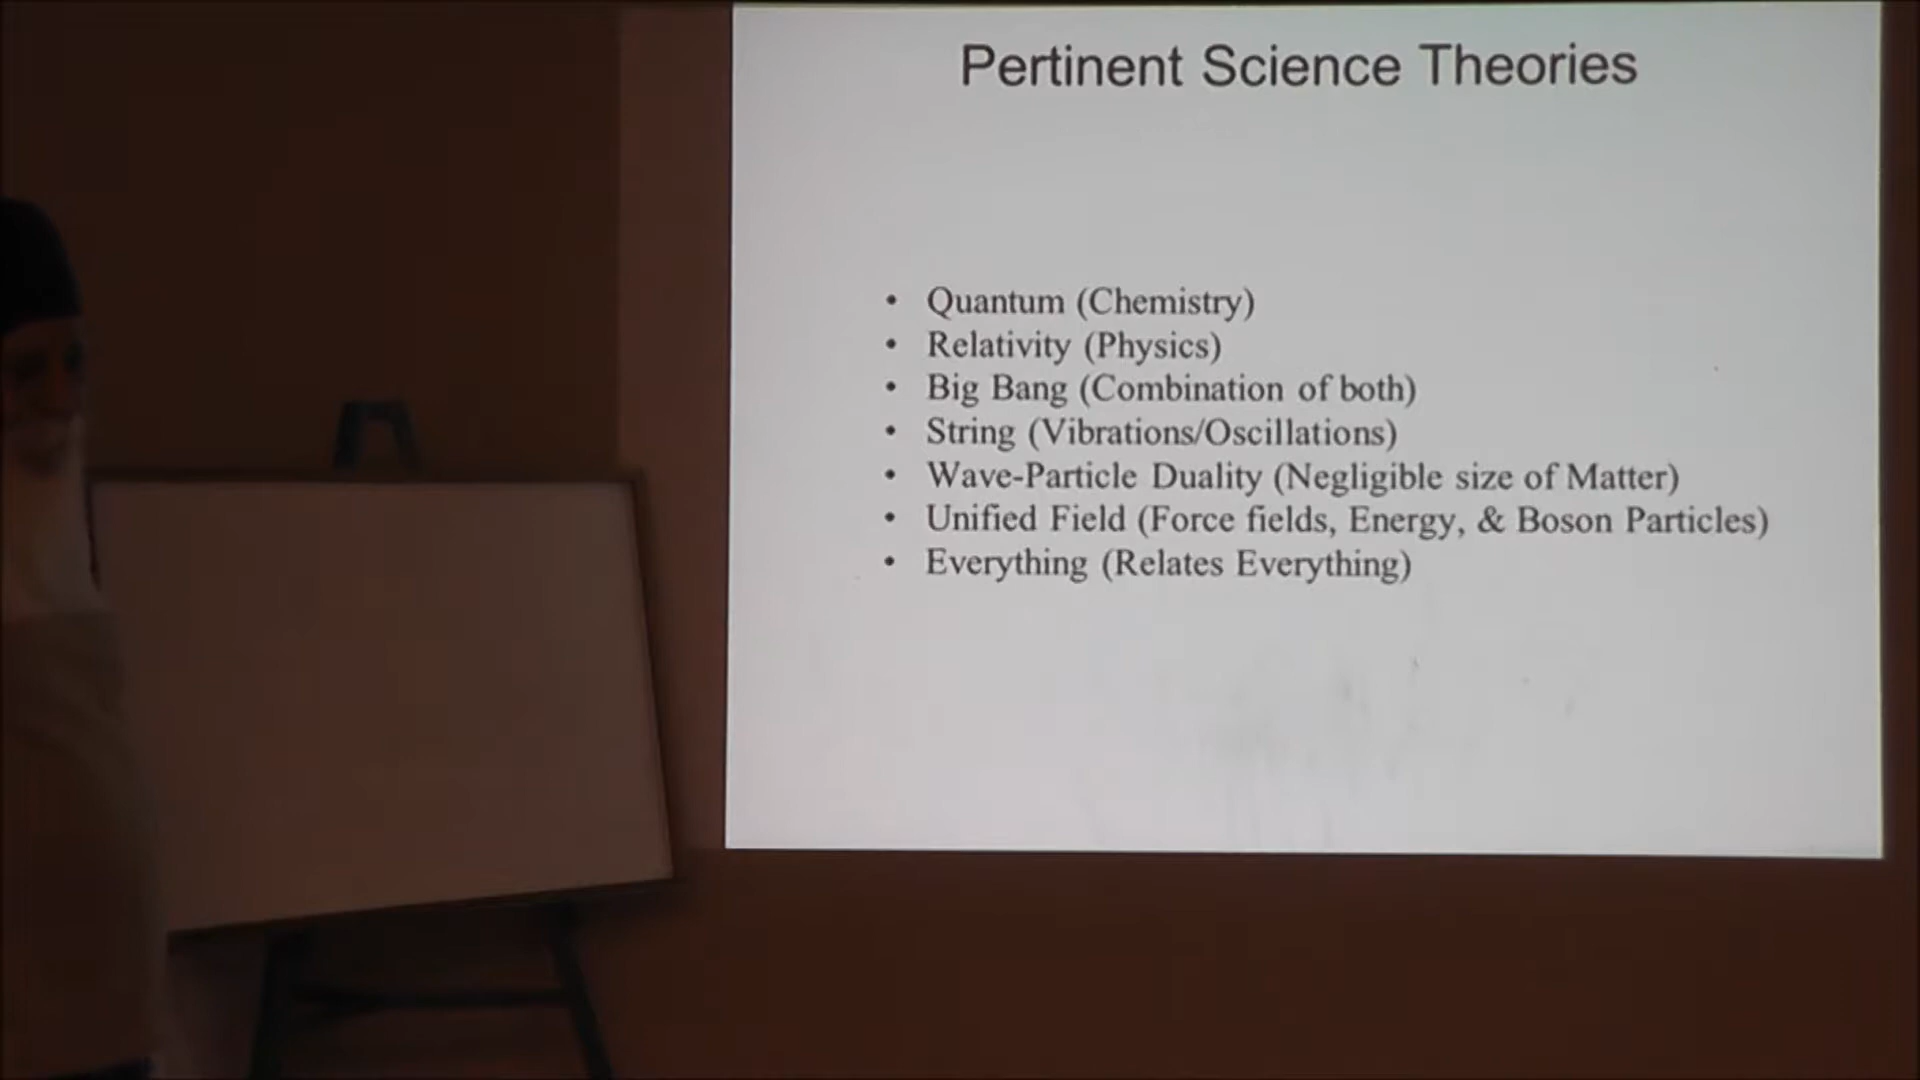 Pertinent Science Theories
• Quantum (Chemistry)
• Relativity (Physics)
• Big Bang (Combination of both)
• String (Vibrations/Oscillations)
• Wave-Particle Duality (Negligible size of Matter)
• Unified Field (Force fields, Energy, & Boson Particles)
• Everything (Relates Everything)